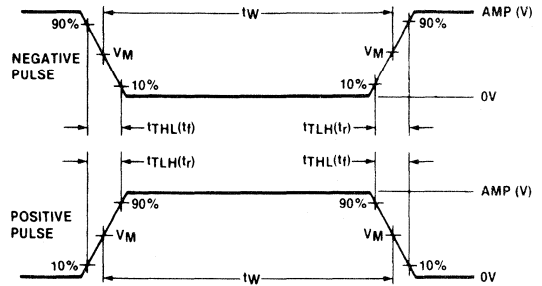 tW
AMP (V)
90%
90%
NEGATIVE
PULSE
VM
VM
10%
10%
0V
tTHL(tf)
tTLH(tr)
tTLH(tr)
tTHL(tf)
AMP (V)
90%
90%
POSITIVE
PULSE
VM
VM
10%
10%
tW
0V